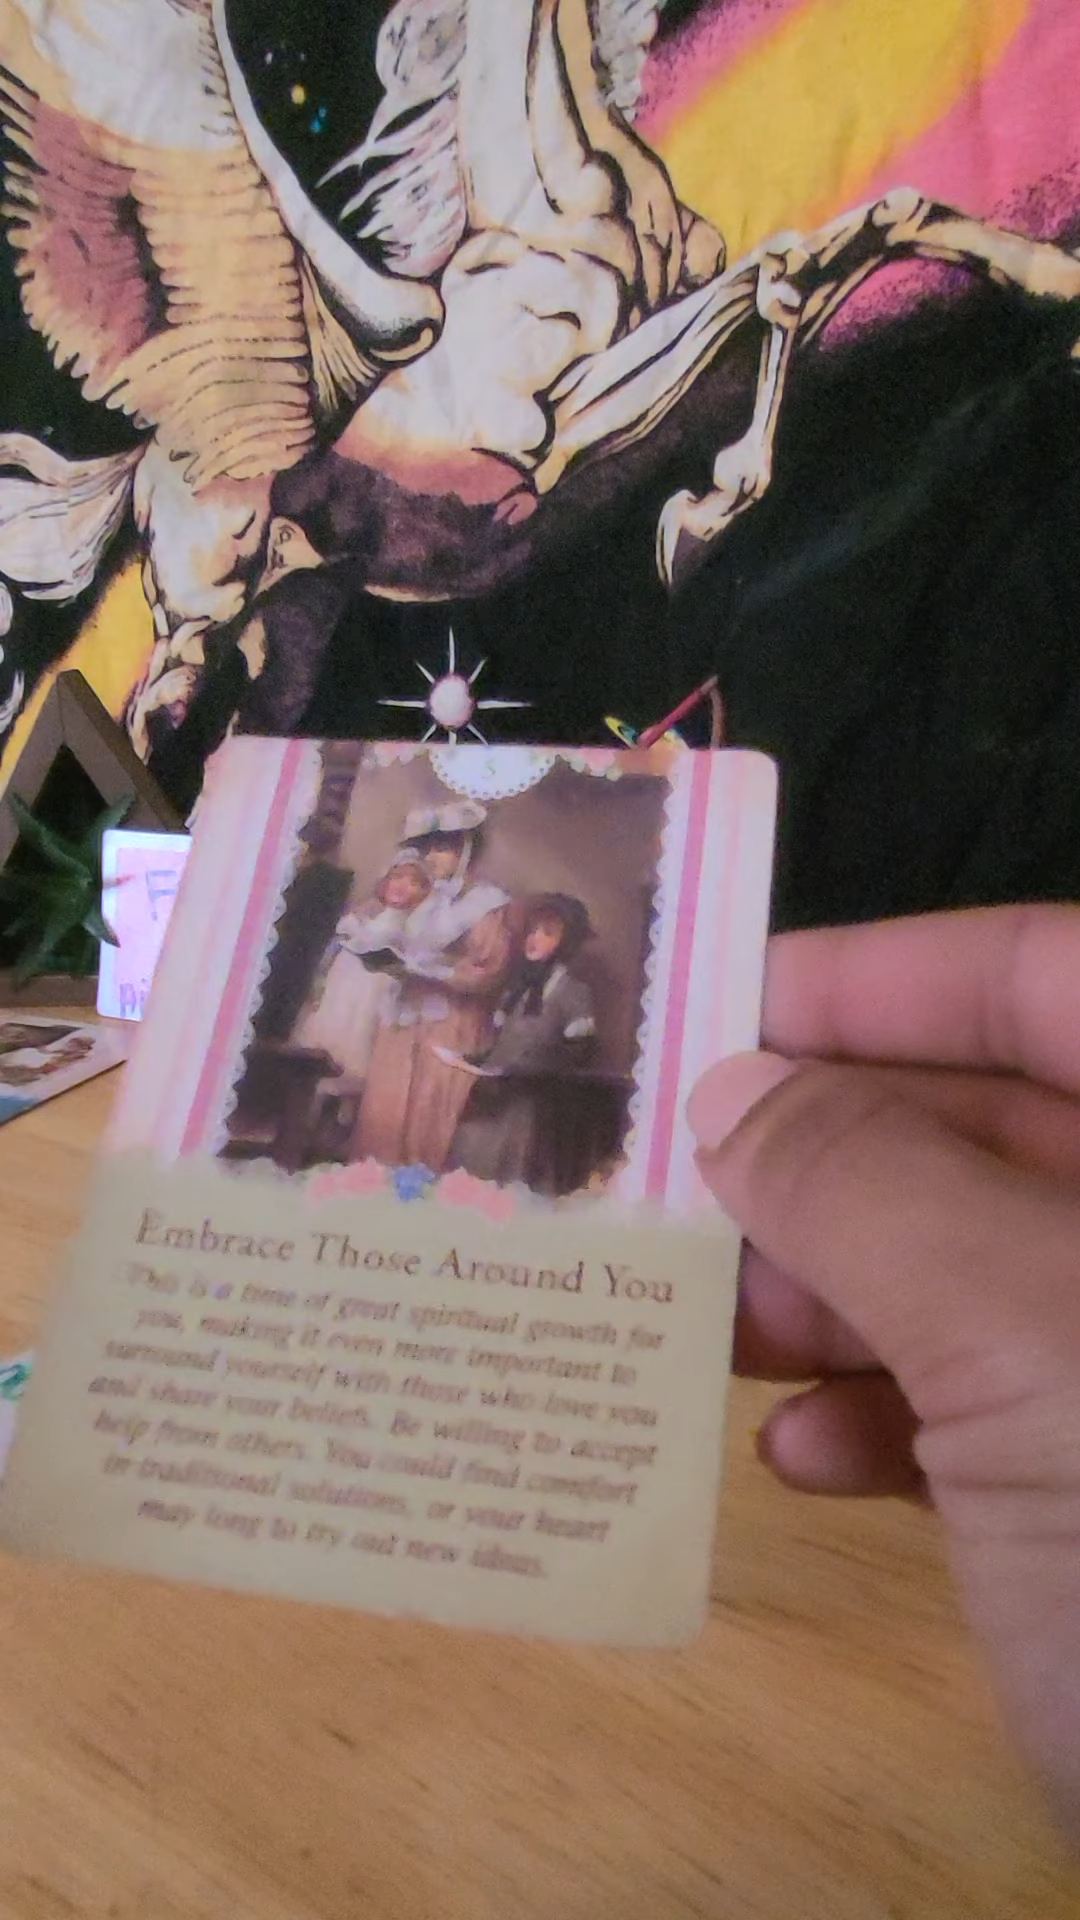 5
F
Embrace Those Around You
This is a time of great spiritual growth for
you, making it even more important to
surround yourself with those who love you
and share your beliefs. Be willing to accept
help from others. You could find comfort
in traditional solutions, or your heart
may long to try out new ideas.